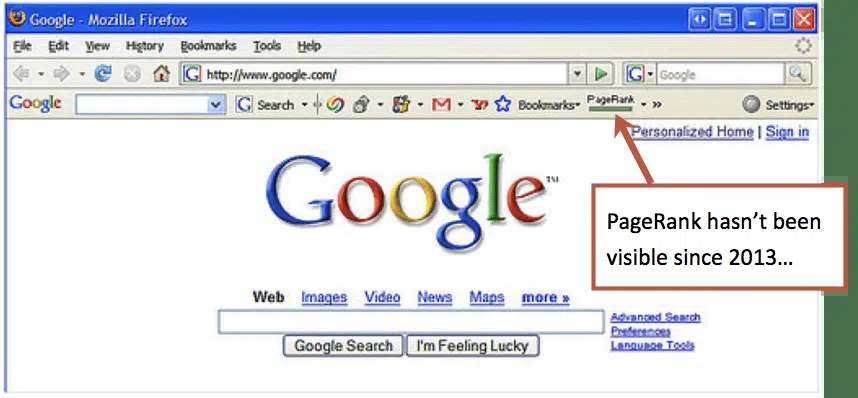 Google - Mozilla Firefox
File Edit View History Bookmarks Tools Help
G http://www.google.com/ G Google
Google G Search Bookmarks PageRank » Settings
Personalized Home | Sign in
Google™
PageRank hasn’t been
visible since 2013…
Web Images Video News Maps more »
Advanced Search
Preferences
Language Tools
Google Search I'm Feeling Lucky